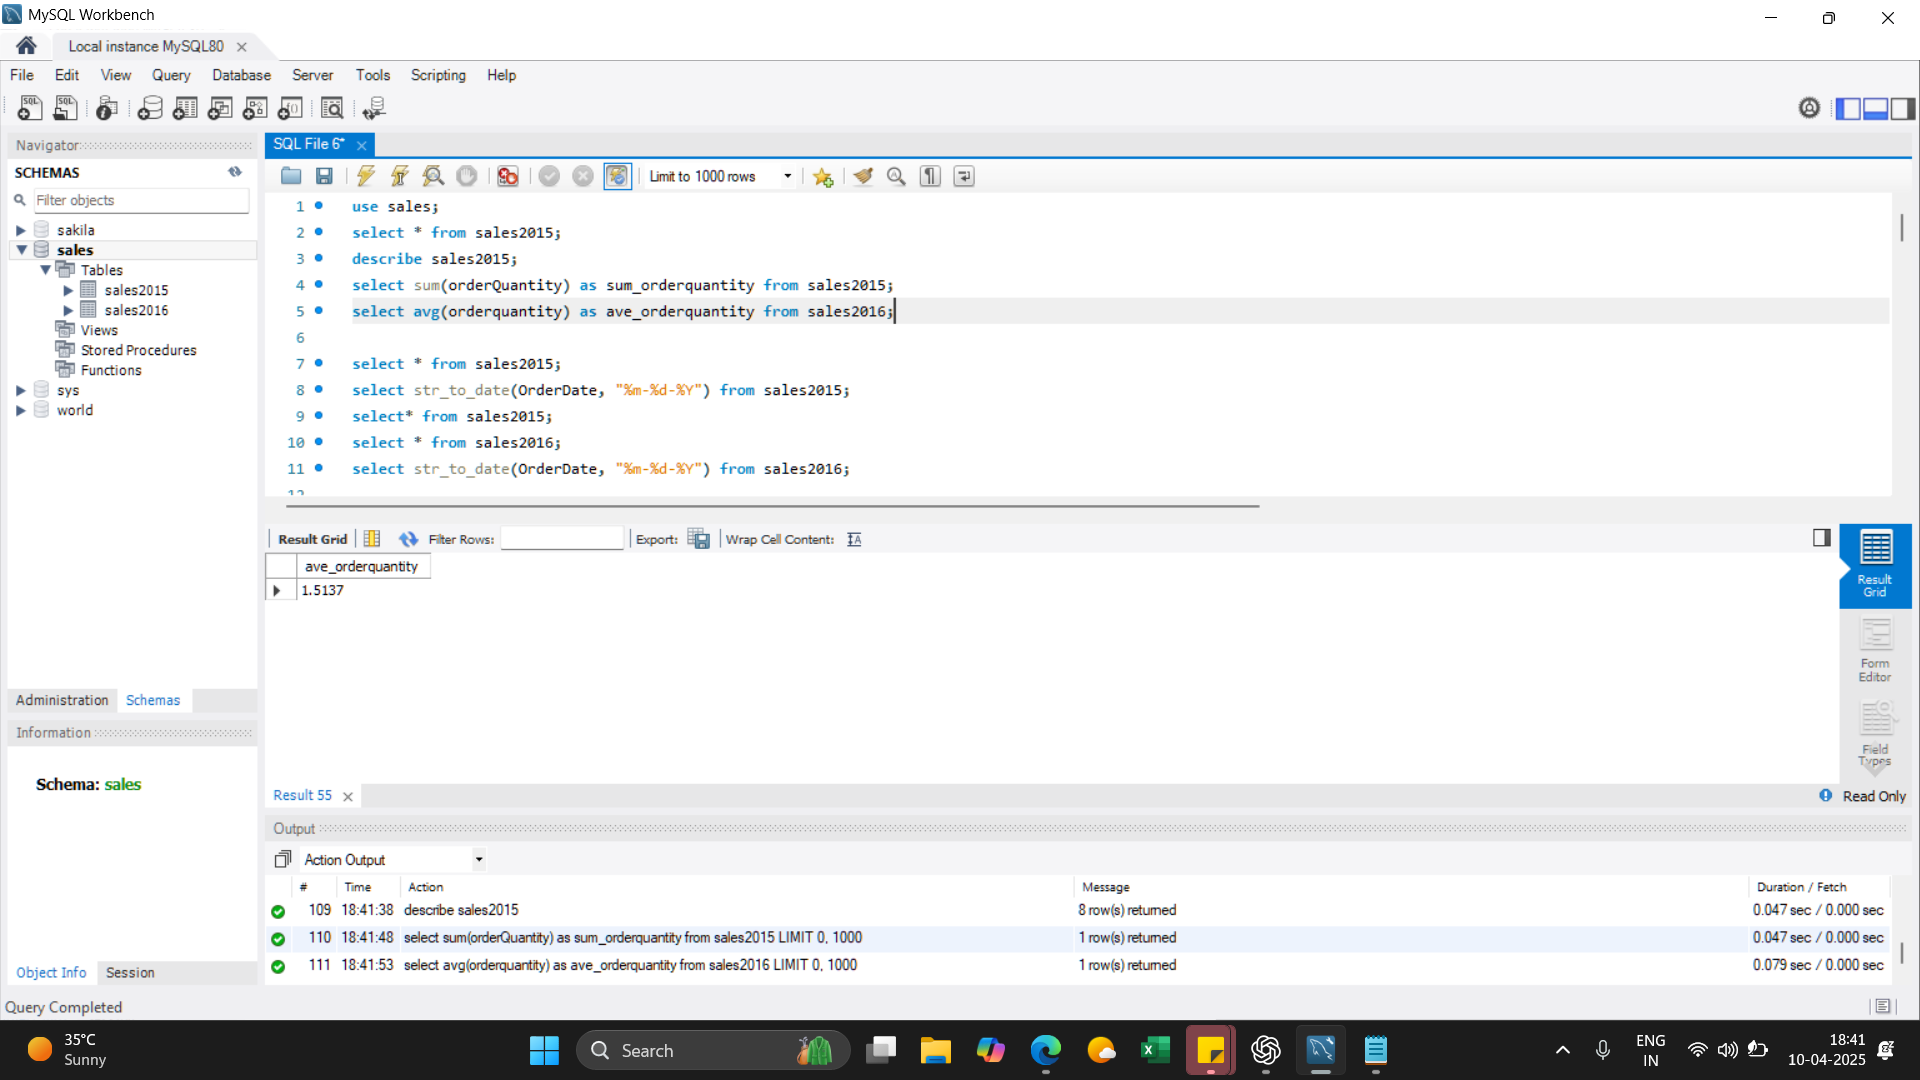 MySQL Workbench
Local instance MySQL80
File Edit View Query Database Server Tools Scripting Help
Navigator
SCHEMAS
Filter objects
sakila
sales
Tables
sales2015
sales2016
Views
Stored Procedures
Functions
sys
world
Administration Schemas
Information
Schema: sales
Object Info Session
SQL File 6*
Limit to 1000 rows
1 use sales;
2 select * from sales2015;
3 describe sales2015;
4 select sum(orderQuantity) as sum_orderquantity from sales2015;
5 select avg(orderquantity) as ave_orderquantity from sales2016;
6
7 select * from sales2015;
8 select str_to_date(OrderDate, "%m-%d-%Y") from sales2015;
9 select* from sales2015;
10 select * from sales2016;
11 select str_to_date(OrderDate, "%m-%d-%Y") from sales2016;
12
Result Grid Filter Rows: Export: Wrap Cell Content:
ave_orderquantity
1.5137
Result Grid
Form Editor
Field Types
Result 55
Read Only
Output
Action Output
# Time Action Message Duration / Fetch
109 18:41:38 describe sales2015 8 row(s) returned 0.047 sec / 0.000 sec
110 18:41:48 select sum(orderQuantity) as sum_orderquantity from sales2015 LIMIT 0, 1000 1 row(s) returned 0.047 sec / 0.000 sec
111 18:41:53 select avg(orderquantity) as ave_orderquantity from sales2016 LIMIT 0, 1000 1 row(s) returned 0.079 sec / 0.000 sec
Query Completed
35°C
Sunny
Search
ENG
IN
18:41
10-04-2025